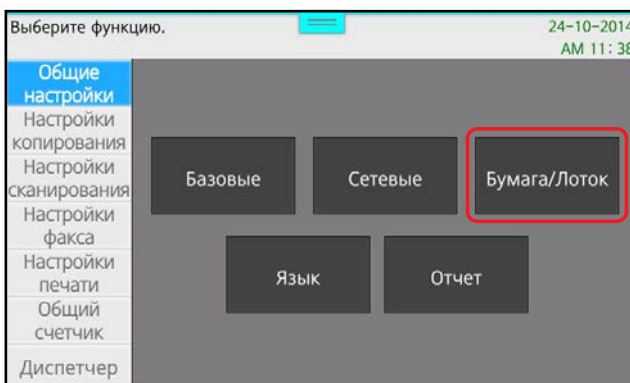 Выберите функцию.
24-10-2014
AM 11:38
Общие
настройки
Настройки
копирования
Настройки
сканирования
Настройки
факса
Настройки
печати
Общий
счетчик
Диспетчер
Базовые
Сетевые
Бумага/Лоток
Язык
Отчет